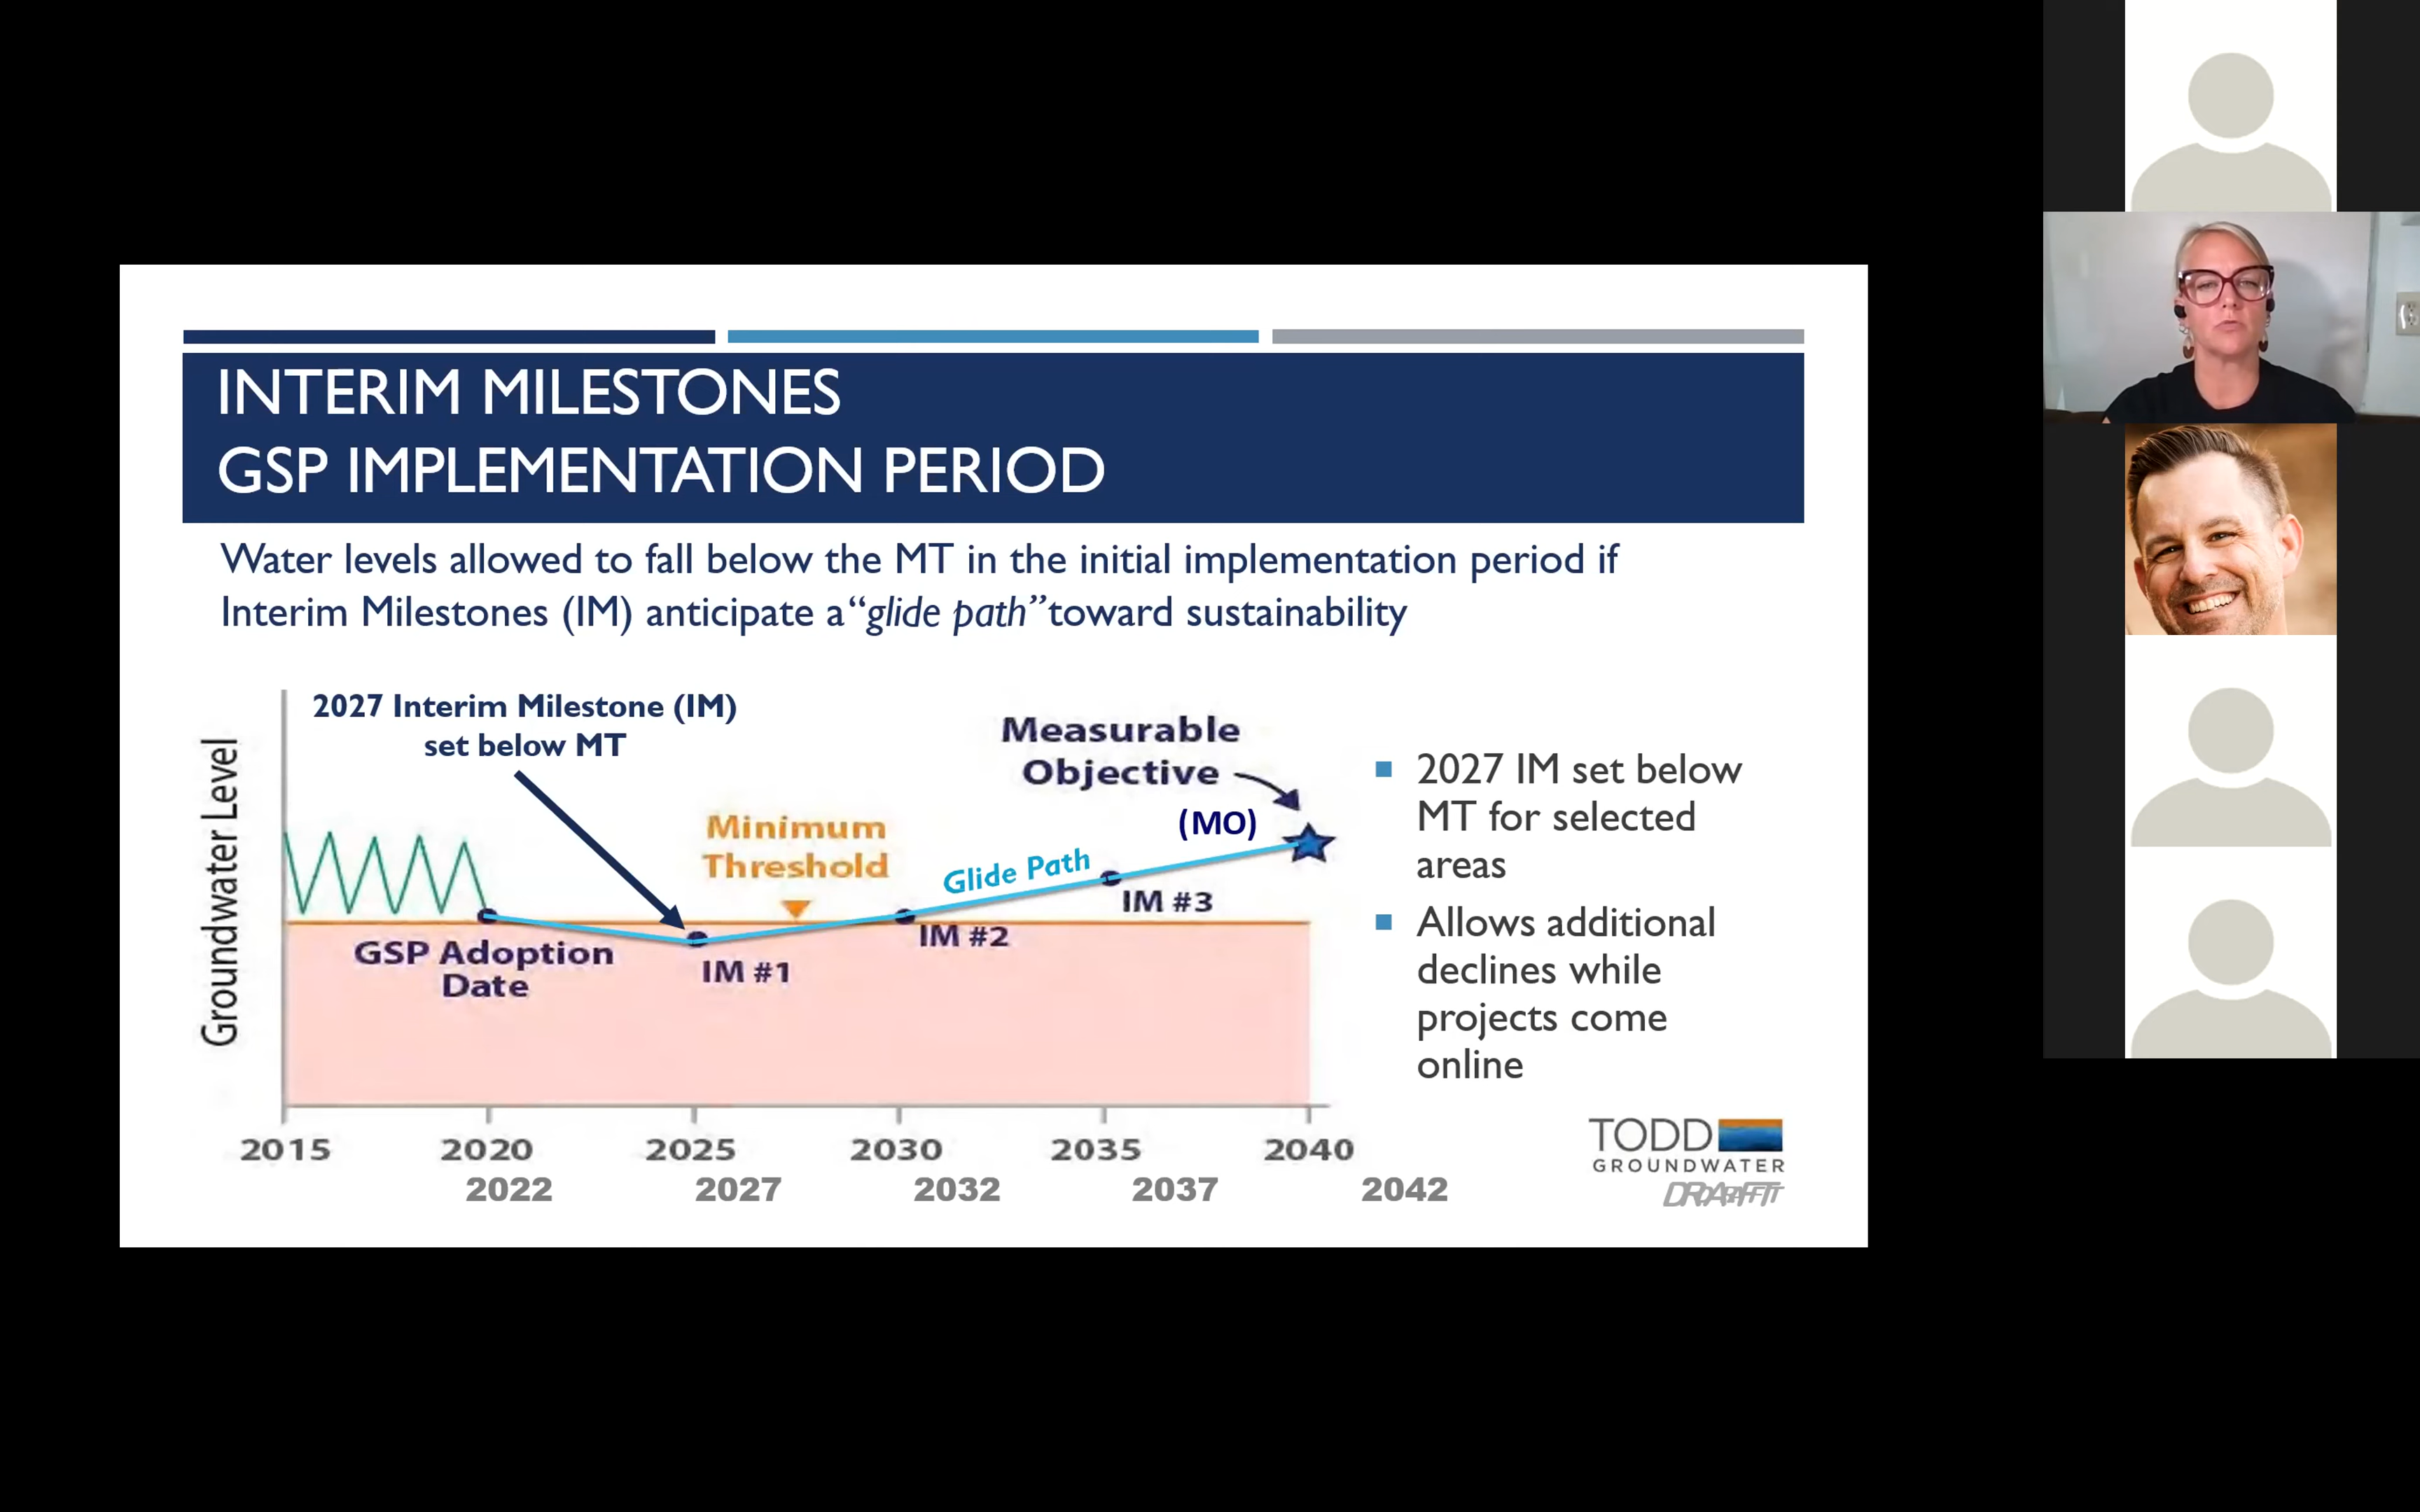 INTERIM MILESTONES
GSP IMPLEMENTATION PERIOD
Water levels allowed to fall below the MT in the initial implementation period if
Interim Milestones (IM) anticipate a “glide path” toward sustainability
Groundwater Level
2027 Interim Milestone (IM)
set below MT
Measurable
Objective
(MO)
Minimum
Threshold
Glide Path
IM #3
IM #2
GSP Adoption
Date
IM #1
2015 2020 2025 2030 2035 2040
2022 2027 2032 2037 2042
2027 IM set below
MT for selected
areas
Allows additional
declines while
projects come
online
TODD
GROUNDWATER